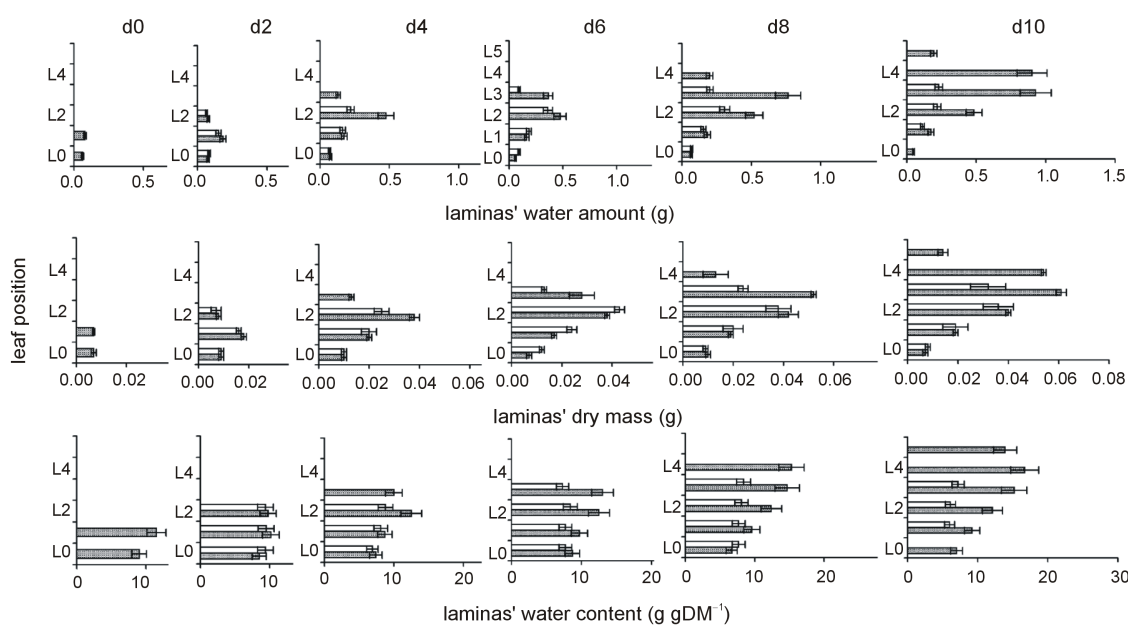 d0 d2 d4 d6 d8 d10
L4 L2 L0
0.0 0.5
L4 L2 L0
0.0 0.5
L4 L2 L0
0.0 0.5 1.0
L5 L4 L3 L2 L1 L0
0.0 0.5 1.0
L4 L2 L0
0.0 0.5 1.0
L4 L2 L0
0.0 0.5 1.0 1.5
laminas' water amount (g)
leaf position
L4 L2 L0
0.00 0.02
L4 L2 L0
0.00 0.02
L4 L2 L0
0.00 0.02 0.04 0.06
L4 L2 L0
0.00 0.02 0.04
L4 L2 L0
0.00 0.02 0.04 0.06
L4 L2 L0
0.00 0.02 0.04 0.06 0.08
laminas' dry mass (g)
L4 L2 L0
0 10
L4 L2 L0
0 10
L4 L2 L0
0 10 20
L4 L2 L0
0 10 20
L4 L2 L0
0 10 20
L4 L2 L0
0 10 20 30
laminas' water content (g gDM⁻¹)